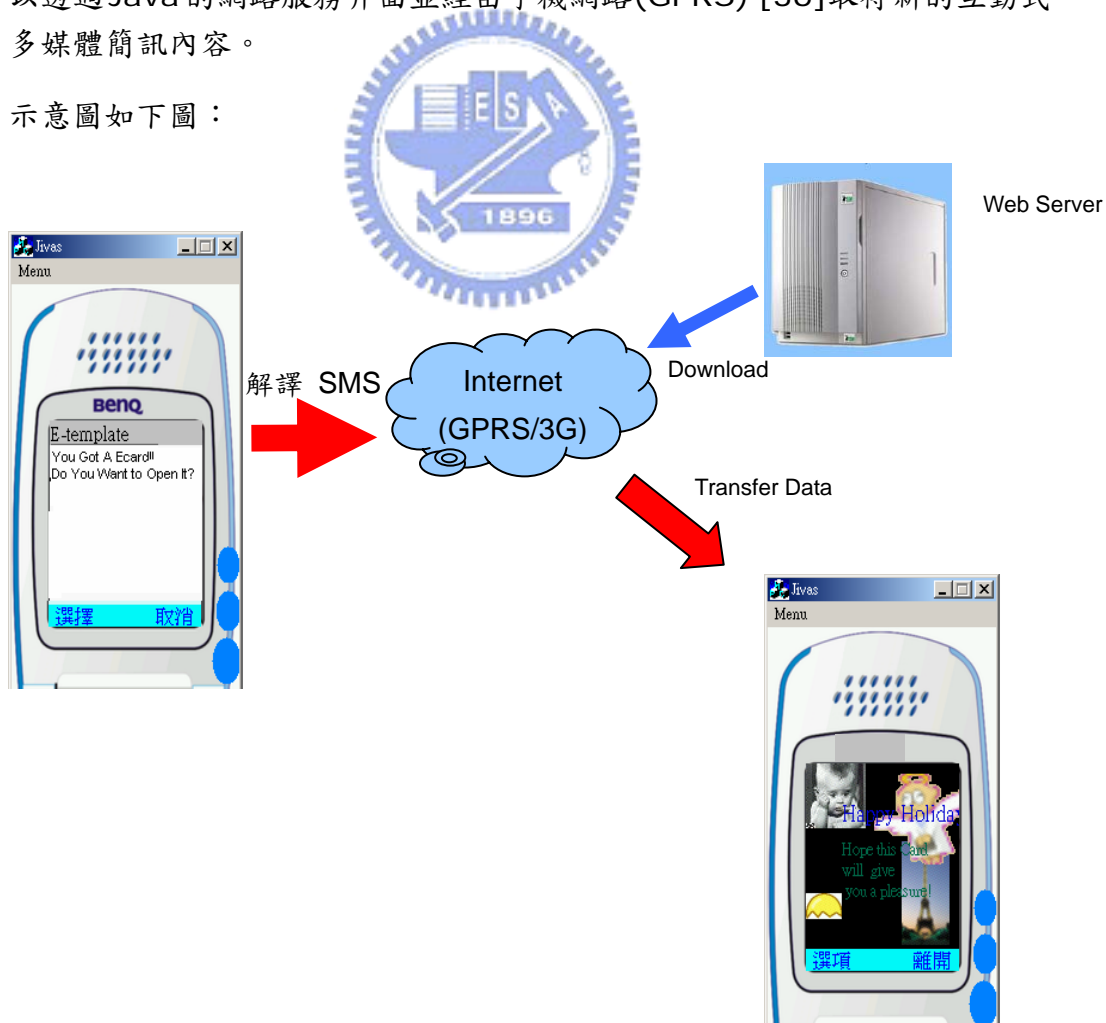 以透過Java的網路服務介面並經由手機網路(GPRS) [36]取得新的互動式
多媒體簡訊內容。
示意圖如下圖：
E S A
1896
Web Server
Jivas
Menu
BenQ
E-template
You Got A Ecard!!!
Do You Want to Open It?
選擇 取消
解譯 SMS
Internet
(GPRS/3G)
Download
Transfer Data
Jivas
Menu
Happy Holiday
Hope this Card
will give
you a pleasure!
選項 離開